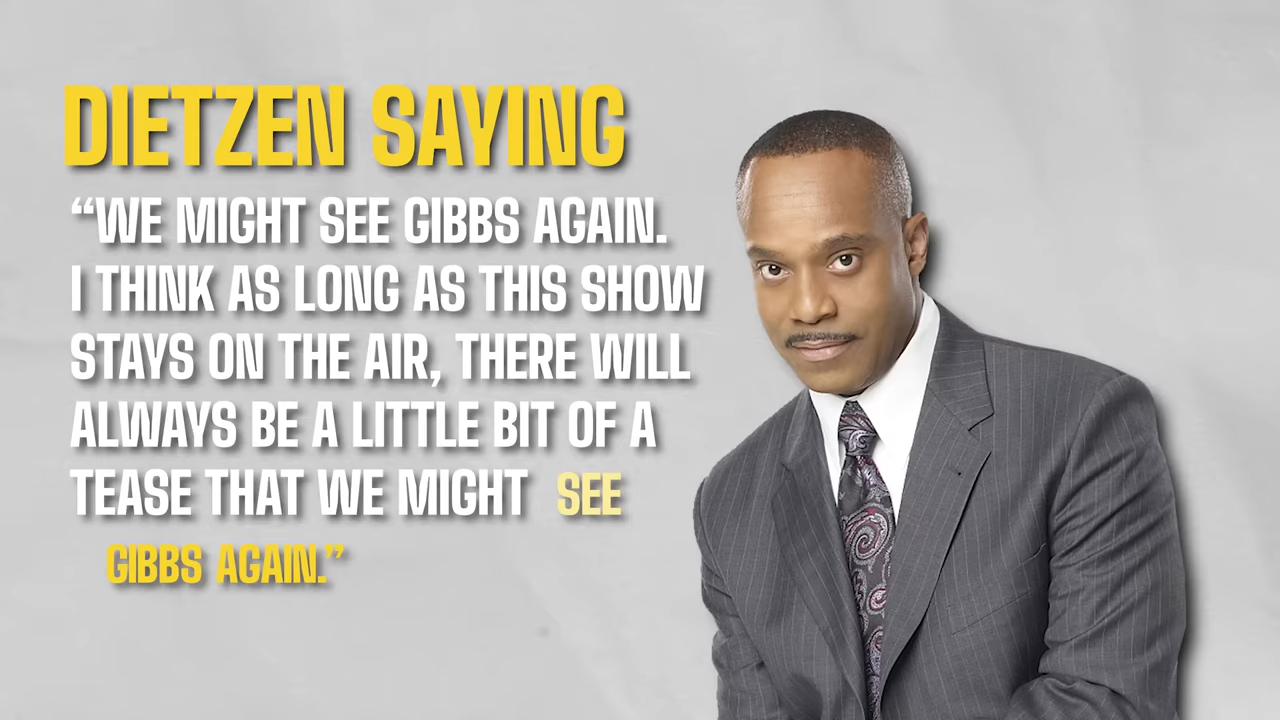 DIETZEN SAYING
“WE MIGHT SEE GIBBS AGAIN.
I THINK AS LONG AS THIS SHOW
STAYS ON THE AIR, THERE WILL
ALWAYS BE A LITTLE BIT OF A
TEASE THAT WE MIGHT SEE
GIBBS AGAIN.”